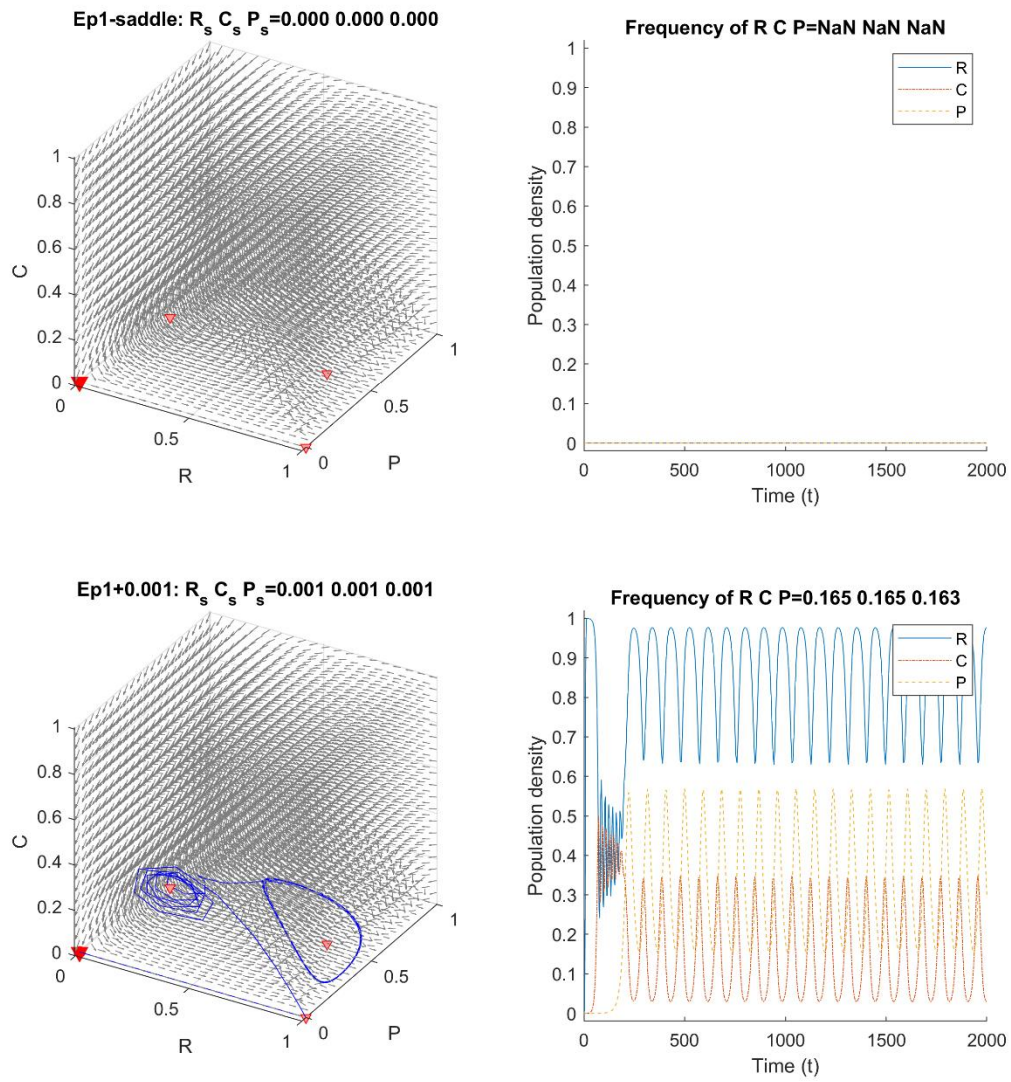 Ep1-saddle: R_s C_s P_s=0.000 0.000 0.000
1
0.8
0.6
0.4
0.2
0
C
0
0.5
1
R
0
0.5
1
P
Frequency of R C P=NaN NaN NaN
1
0.9
0.8
0.7
0.6
0.5
0.4
0.3
0.2
0.1
0
Population density
R
C
P
0 500 1000 1500 2000
Time (t)
Ep1+0.001: R_s C_s P_s=0.001 0.001 0.001
1
0.8
0.6
0.4
0.2
0
C
0
0.5
1
R
0
0.5
1
P
Frequency of R C P=0.165 0.165 0.163
1
0.9
0.8
0.7
0.6
0.5
0.4
0.3
0.2
0.1
0
Population density
R
C
P
0 500 1000 1500 2000
Time (t)